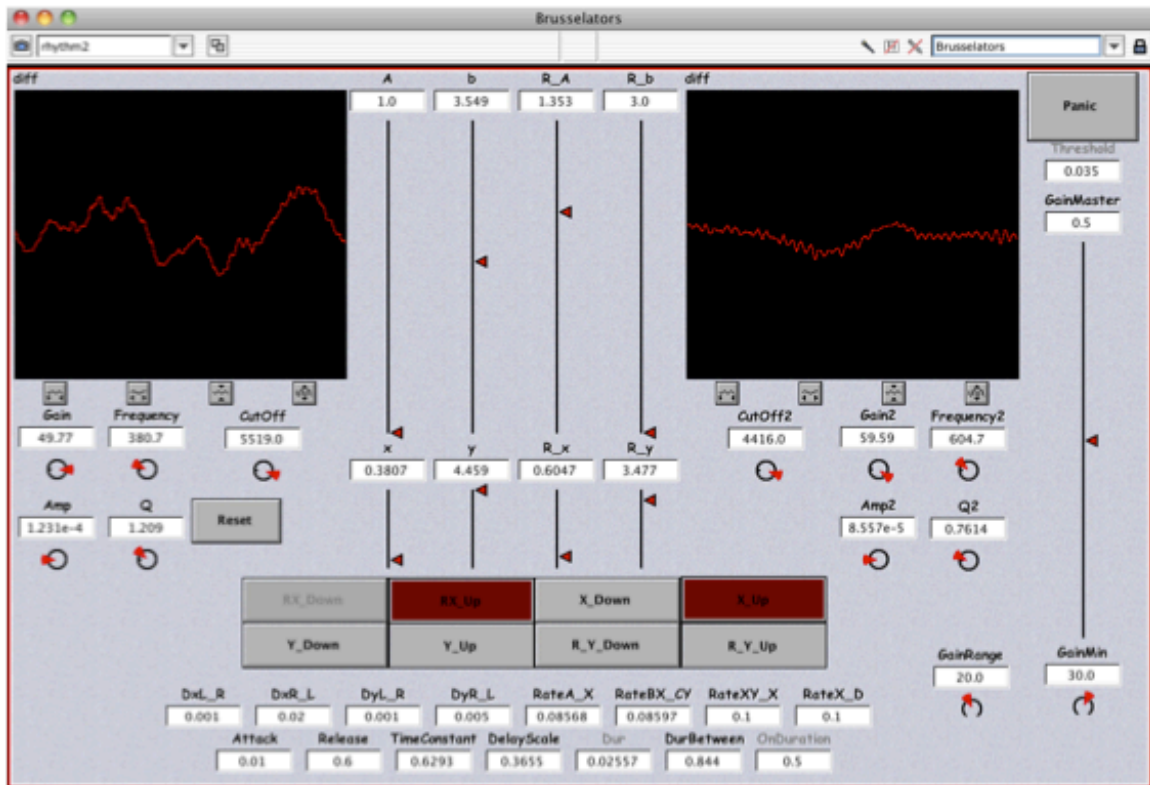 Brusselators
rhythm2 Brusselators
diff A b R_A R_b diff
1.0 3.549 1.353 3.0
Panic
Threshold
0.035
GainMaster
0.5
Gain Frequency CutOff CutOff2 Gain2 Frequency2
49.77 380.7 5519.0 4416.0 59.59 604.7
x y R_x R_y
0.3807 4.459 0.6047 3.477
Amp Q Amp2 Q2
1.231e-4 1.209 8.557e-5 0.7614
Reset
RX_Down RX_Up X_Down X_Up
Y_Down Y_Up R_Y_Down R_Y_Up
GainRange GainMin
20.0 30.0
DxL_R DxR_L DyL_R DyR_L RateA_X RateBX_CY RateXY_X RateX_D
0.001 0.02 0.001 0.005 0.08568 0.08597 0.1 0.1
Attack Release TimeConstant DelayScale Dur DurBetween OnDuration
0.01 0.6 0.6293 0.3655 0.02557 0.844 0.5